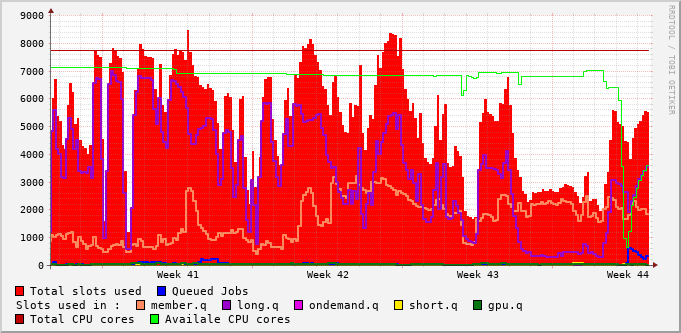 RRDTOOL / TOBI OETIKER
9000
8000
7000
6000
5000
4000
3000
2000
1000
0
Week 41 Week 42 Week 43 Week 44
Total slots used Queued Jobs
Slots used in : member.q long.q ondemand.q short.q gpu.q
Total CPU cores Availale CPU cores